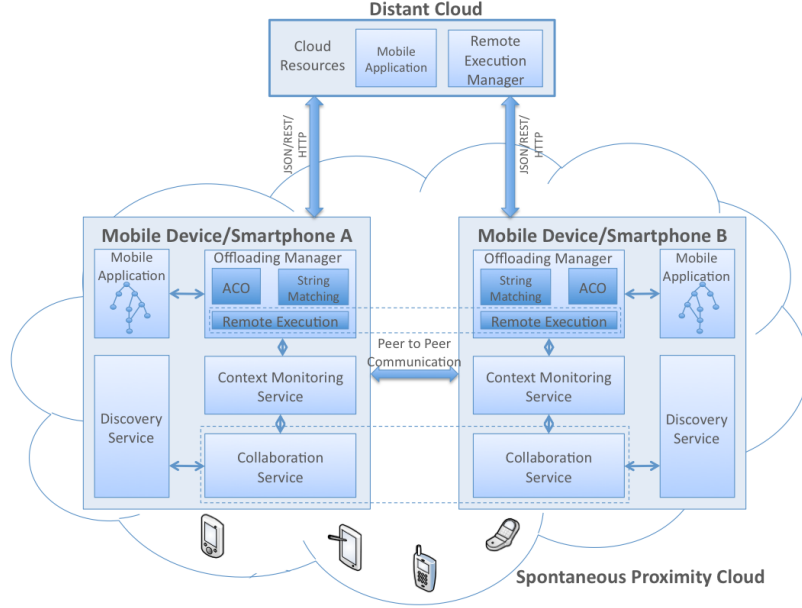 Distant Cloud
Cloud
Resources
Mobile
Application
Remote
Execution
Manager
JSON/REST/
HTTP
JSON/REST/
HTTP
Mobile Device/Smartphone A
Mobile
Application
Offloading Manager
ACO
String
Matching
Remote Execution
Context Monitoring
Service
Discovery
Service
Collaboration
Service
Peer to Peer
Communication
Mobile Device/Smartphone B
Offloading Manager
String
Matching
ACO
Remote Execution
Mobile
Application
Context Monitoring
Service
Discovery
Service
Collaboration
Service
Spontaneous Proximity Cloud